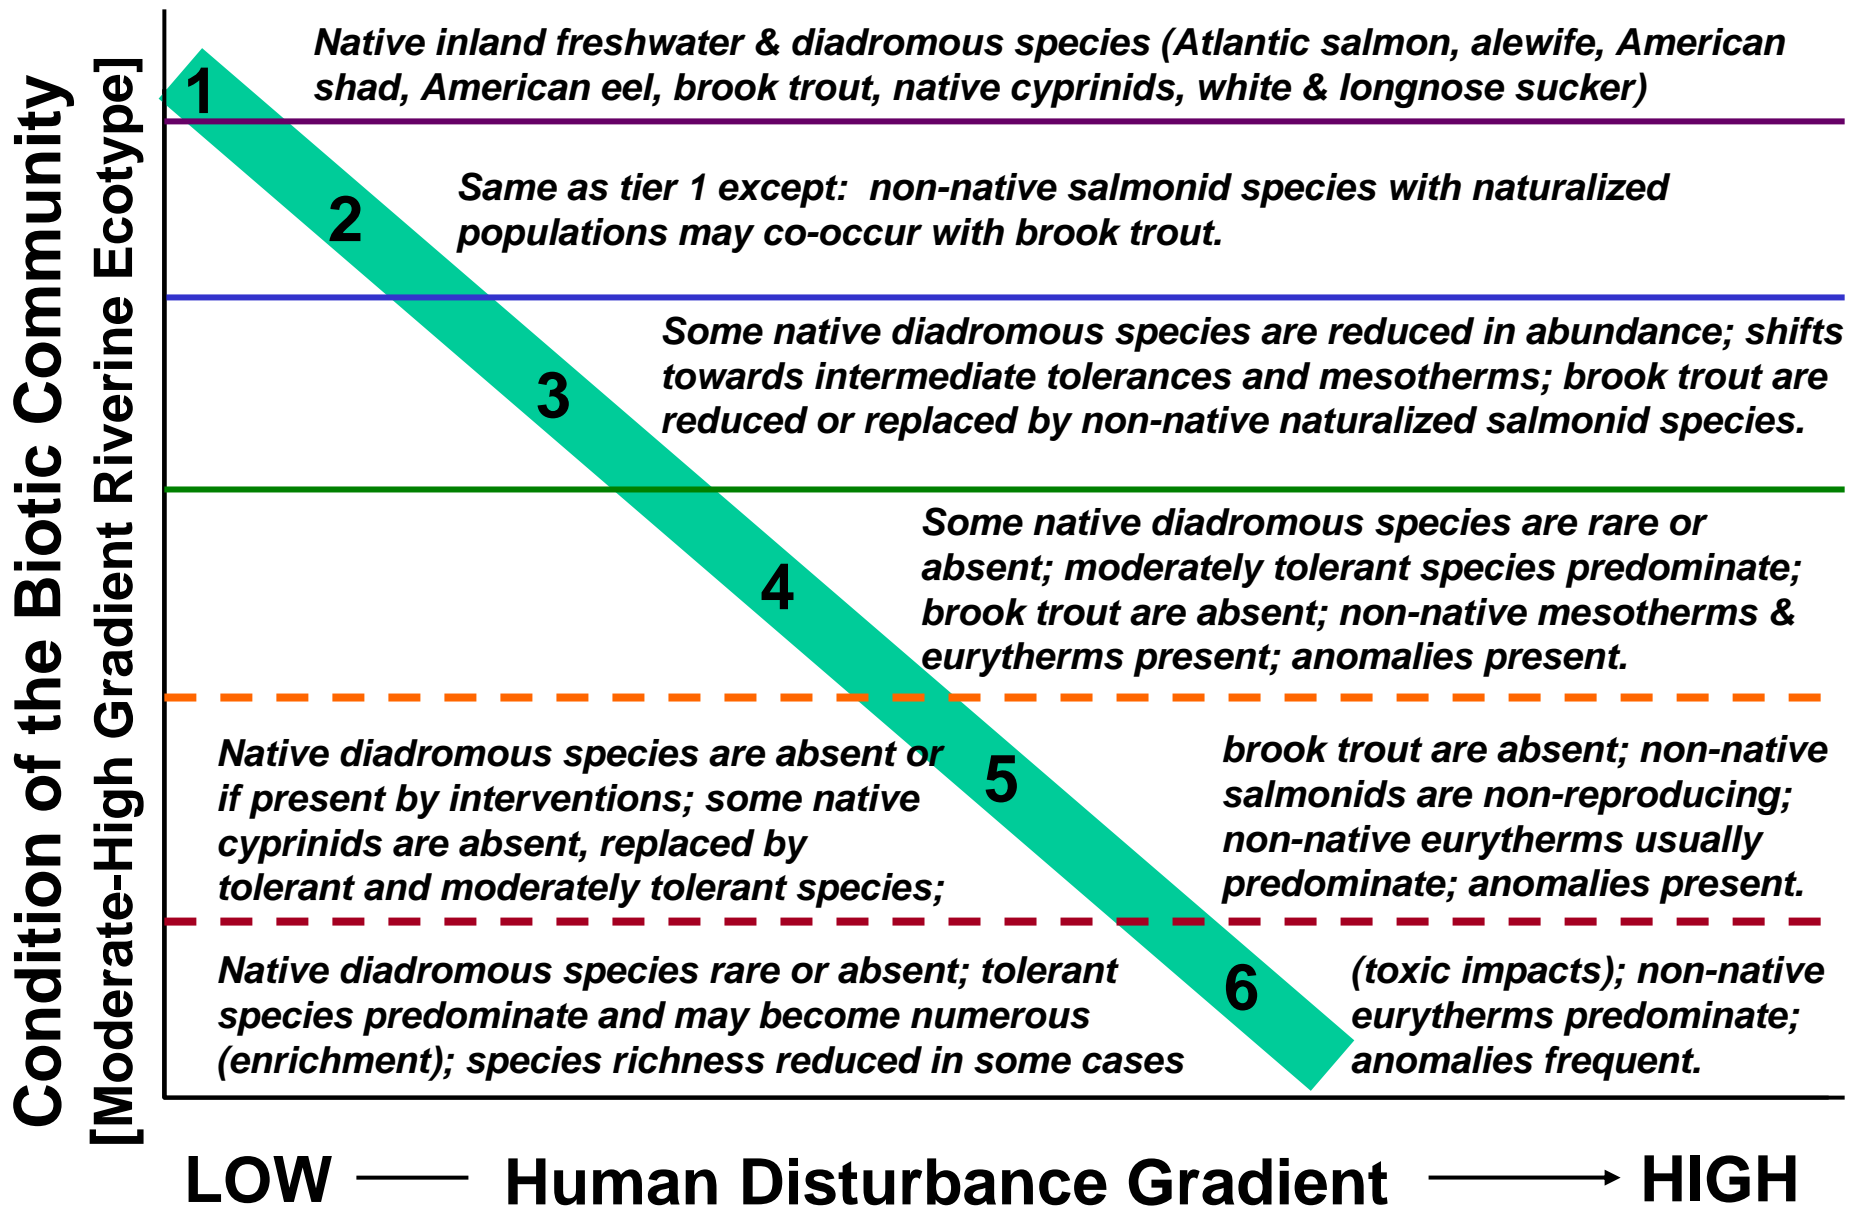 Condition of the Biotic Community
[Moderate-High Gradient Riverine Ecotype]
1
Native inland freshwater & diadromous species (Atlantic salmon, alewife, American
shad, American eel, brook trout, native cyprinids, white & longnose sucker)
2
Same as tier 1 except:  non-native salmonid species with naturalized
populations may co-occur with brook trout.
3
Some native diadromous species are reduced in abundance; shifts
towards intermediate tolerances and mesotherms; brook trout are
reduced or replaced by non-native naturalized salmonid species.
4
Some native diadromous species are rare or
absent; moderately tolerant species predominate;
brook trout are absent; non-native mesotherms &
eurytherms present; anomalies present.
Native diadromous species are absent or
if present by interventions; some native
cyprinids are absent, replaced by
tolerant and moderately tolerant species;
5
brook trout are absent; non-native
salmonids are non-reproducing;
non-native eurytherms usually
predominate; anomalies present.
Native diadromous species rare or absent; tolerant
species predominate and may become numerous
(enrichment); species richness reduced in some cases
6
(toxic impacts); non-native
eurytherms predominate;
anomalies frequent.
LOW Human Disturbance Gradient HIGH